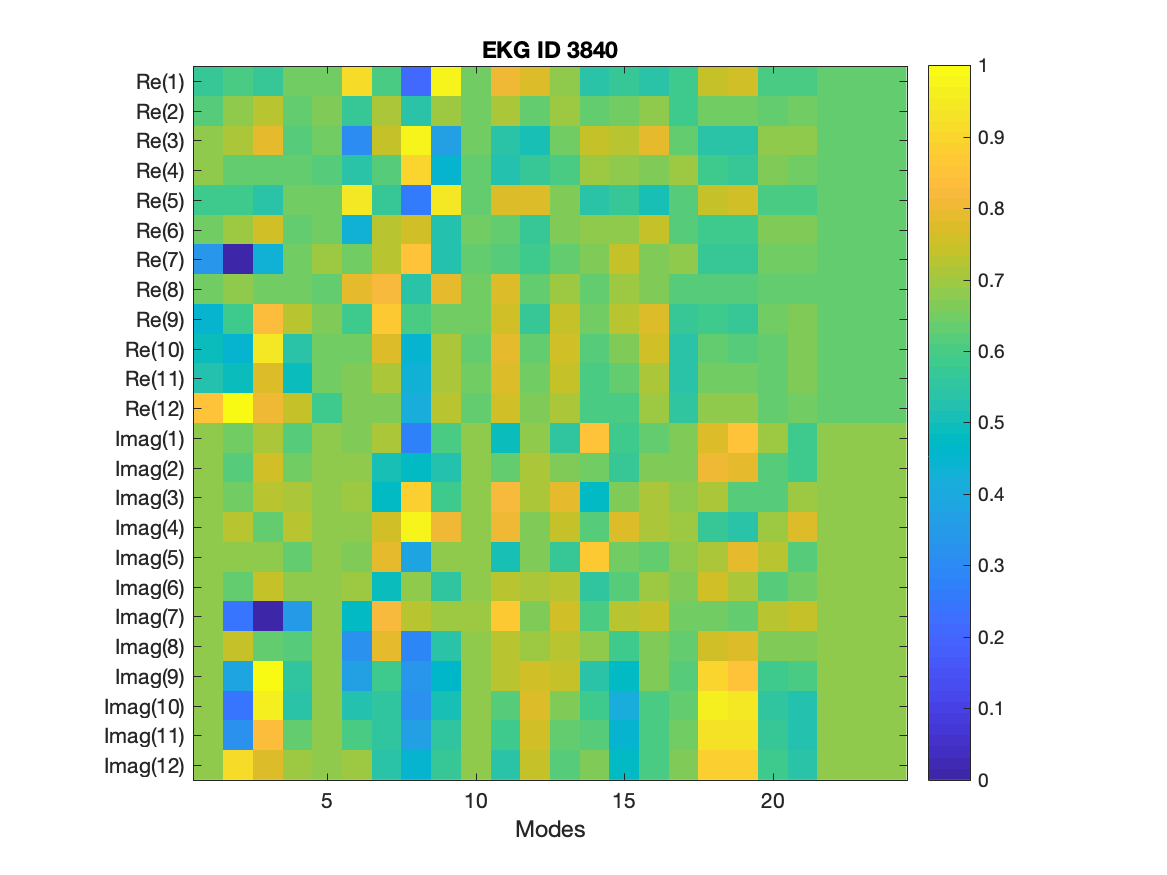 EKG ID 3840
Re(1)
Re(2)
Re(3)
Re(4)
Re(5)
Re(6)
Re(7)
Re(8)
Re(9)
Re(10)
Re(11)
Re(12)
Imag(1)
Imag(2)
Imag(3)
Imag(4)
Imag(5)
Imag(6)
Imag(7)
Imag(8)
Imag(9)
Imag(10)
Imag(11)
Imag(12)
5 10 15 20
Modes
1
0.9
0.8
0.7
0.6
0.5
0.4
0.3
0.2
0.1
0